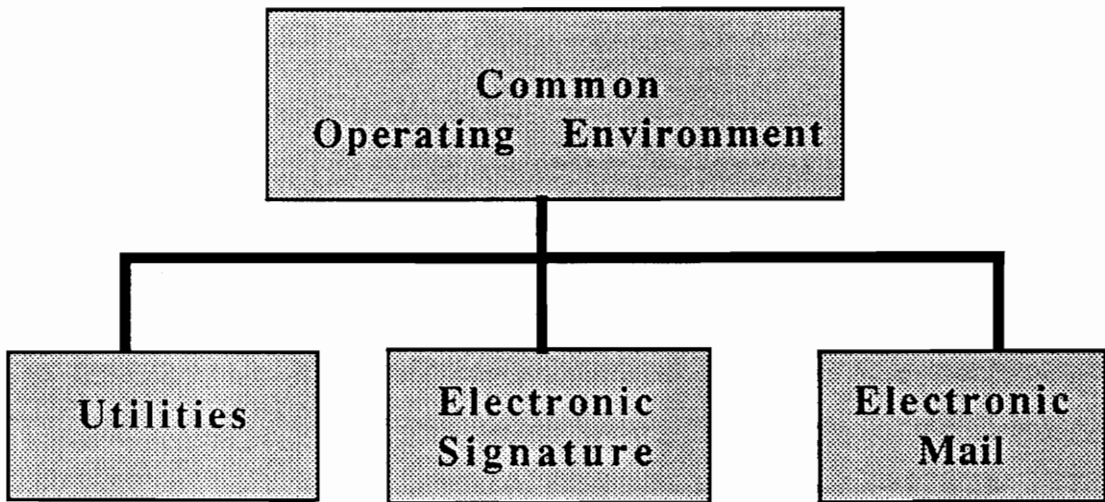 Common
Operating Environment
Utilities
Electronic
Signature
Electronic
Mail